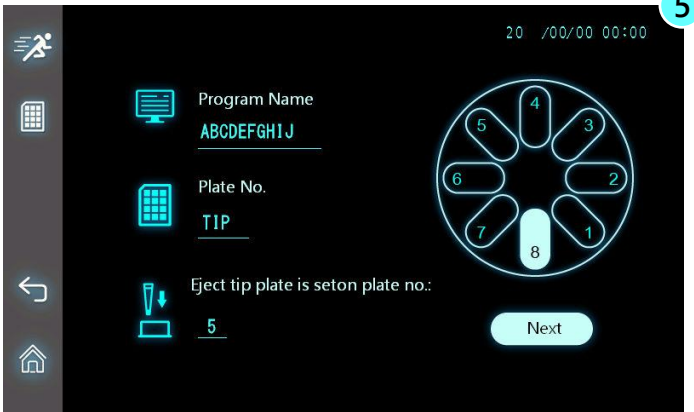 5
20 /00/00 00:00
Program Name
ABCDEFGHIJ
Plate No.
TIP
Eject tip plate is seton plate no.:
5
4
5
3
6
2
7
1
8
Next